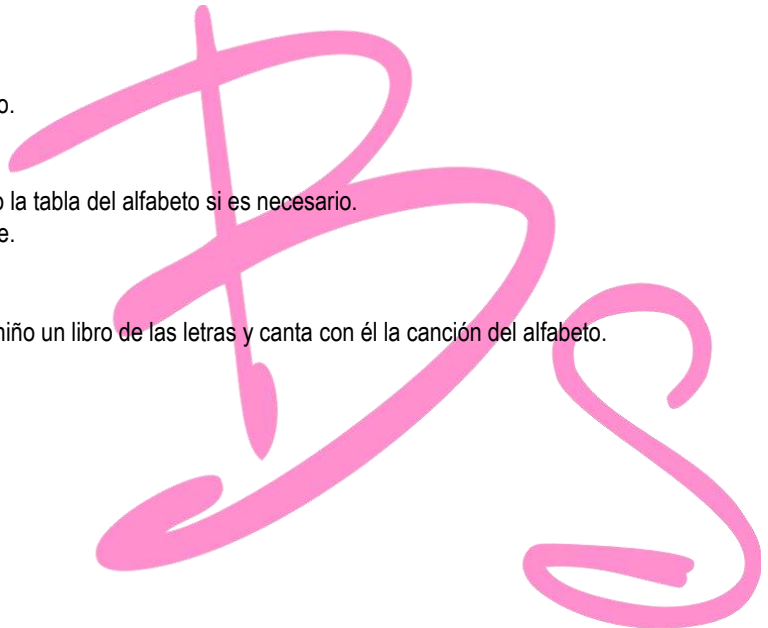 o.
o la tabla del alfabeto si es necesario.
e.
niño un libro de las letras y canta con él la canción del alfabeto.
BS